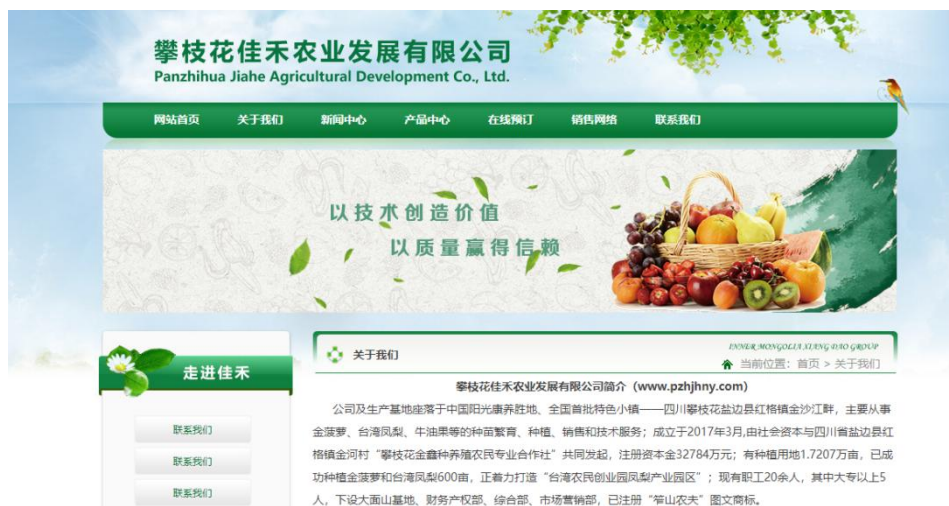 攀枝花佳禾农业发展有限公司
Panzhihua Jiahe Agricultural Development Co., Ltd.
网站首页 关于我们 新闻中心 产品中心 在线预订 销售网络 联系我们
以技术创造价值
以质量赢得信赖
走进佳禾
联系我们
联系我们
联系我们
关于我们
INNER MONGOLIA XIANG DAO GROUP
当前位置：首页 > 关于我们
攀枝花佳禾农业发展有限公司简介（www.pzhjhny.com）
公司及生产基地座落于中国阳光康养胜地、全国首批特色小镇——四川攀枝花盐边县红格镇金沙江畔，主要从事
金菠萝、台湾凤梨、牛油果等的种苗繁育、种植、销售和技术服务；成立于2017年3月,由社会资本与四川省盐边县红
格镇金河村“攀枝花金鑫种养殖农民专业合作社”共同发起，注册资本金32784万元；有种植用地1.7207万亩，已成
功种植金菠萝和台湾凤梨600亩，正着力打造“台湾农民创业园凤梨产业园区”；现有职工20余人，其中大专以上5
人，下设大面山基地、财务产权部、综合部、市场营销部，已注册“笮山农夫”图文商标。